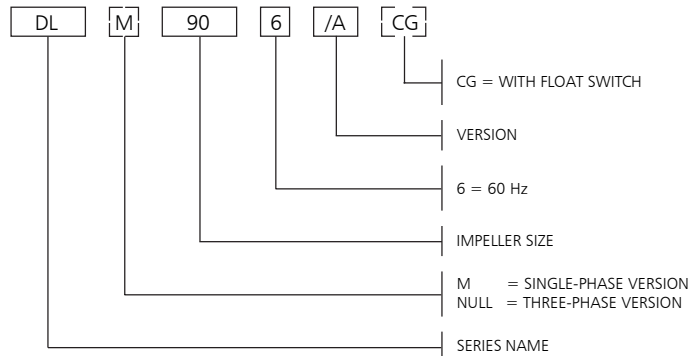 DL M 90 6 /A CG
CG = WITH FLOAT SWITCH
VERSION
6 = 60 Hz
IMPELLER SIZE
M = SINGLE-PHASE VERSION
NULL = THREE-PHASE VERSION
SERIES NAME